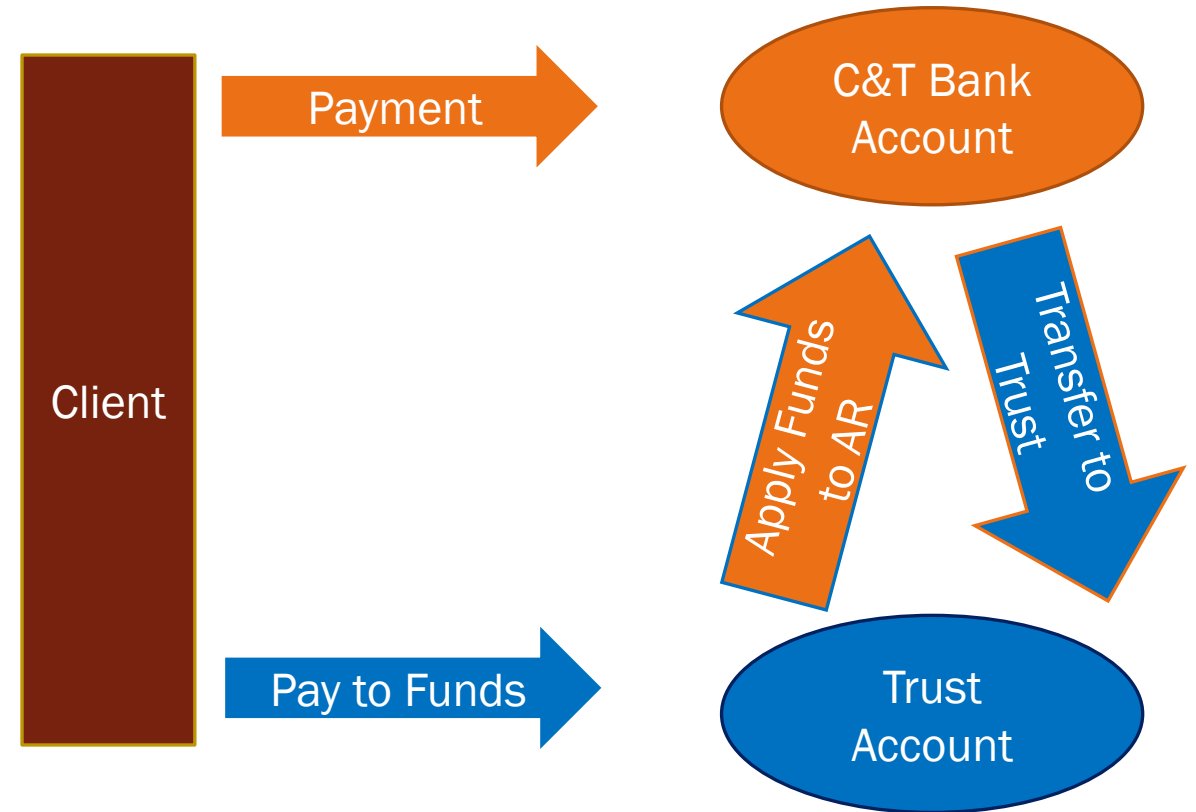 Client
Payment
C&T Bank
Account
Apply Funds
to AR
Transfer to
Trust
Pay to Funds
Trust
Account